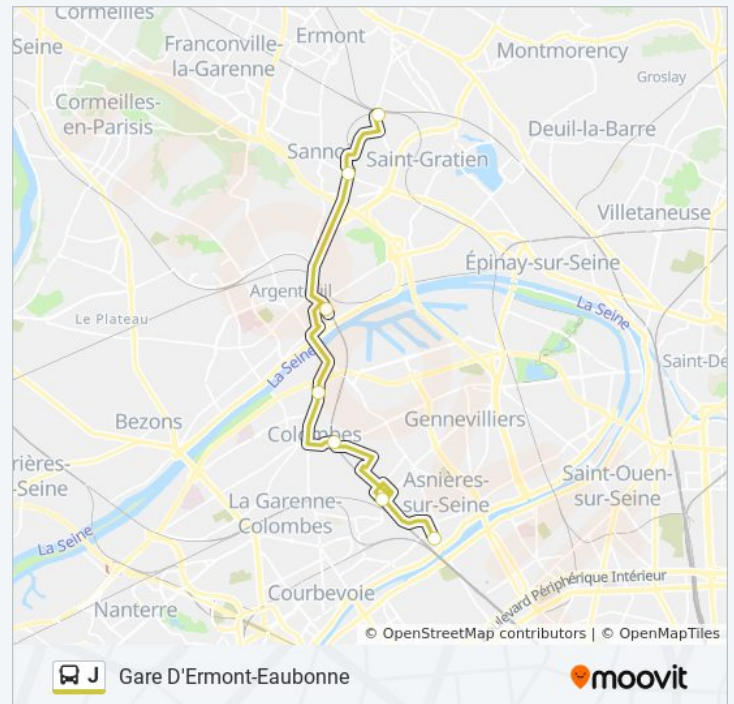 Cormeilles
Seine
Franconville-
la-Garenne
Ermont
Montmorency
Groslay
Cormeilles-
en-Parisis
Deuil-la-Barre
Sanno
Saint-Gratien
Villetaneuse
Épinay-sur-Seine
Argenteuil
La Seine
Le Plateau
La Seine
Saint-De
Bezons
Gennevilliers
Colombes
rières-
-Seine
Asnières-
sur-Seine
Saint-Ouen-
sur-Seine
La Garenne-
Colombes
La Seine
Courbevoie
Nanterre
ulevard Périphérique Intérieur
© OpenStreetMap contributors | © OpenMapTiles
J Gare D'Ermont-Eaubonne
moovit